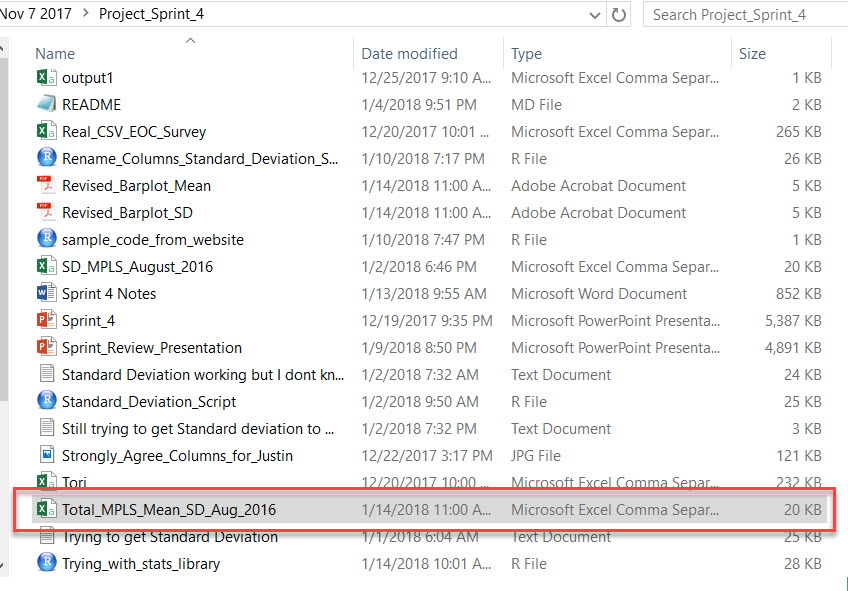 Nov 7 2017 > Project_Sprint_4 Search Project_Sprint_4
Name Date modified Type Size
output1 12/25/2017 9:10 A... Microsoft Excel Comma Separ... 1 KB
README 1/4/2018 9:51 PM MD File 2 KB
Real_CSV_EOC_Survey 12/20/2017 10:01 ... Microsoft Excel Comma Separ... 265 KB
Rename_Columns_Standard_Deviation_S... 1/10/2018 7:17 PM R File 26 KB
Revised_Barplot_Mean 1/14/2018 11:00 A... Adobe Acrobat Document 5 KB
Revised_Barplot_SD 1/14/2018 11:00 A... Adobe Acrobat Document 5 KB
sample_code_from_website 1/10/2018 7:47 PM R File 1 KB
SD_MPLS_August_2016 1/2/2018 6:46 PM Microsoft Excel Comma Separ... 20 KB
Sprint 4 Notes 1/13/2018 9:55 AM Microsoft Word Document 852 KB
Sprint_4 12/19/2017 9:35 PM Microsoft PowerPoint Presenta... 5,387 KB
Sprint_Review_Presentation 1/9/2018 8:50 PM Microsoft PowerPoint Presenta... 4,891 KB
Standard Deviation working but I dont kn... 1/2/2018 7:32 AM Text Document 24 KB
Standard_Deviation_Script 1/2/2018 9:50 AM R File 25 KB
Still trying to get Standard deviation to ... 1/2/2018 7:32 PM Text Document 3 KB
Strongly_Agree_Columns_for_Justin 12/22/2017 3:17 PM JPG File 121 KB
Tori 12/20/2017 10:00 ... Microsoft Excel Comma Separ... 232 KB
Total_MPLS_Mean_SD_Aug_2016 1/14/2018 11:00 A... Microsoft Excel Comma Separ... 20 KB
Trying to get Standard Deviation 1/1/2018 6:04 AM Text Document 25 KB
Trying_with_stats_library 1/14/2018 10:01 A... R File 28 KB